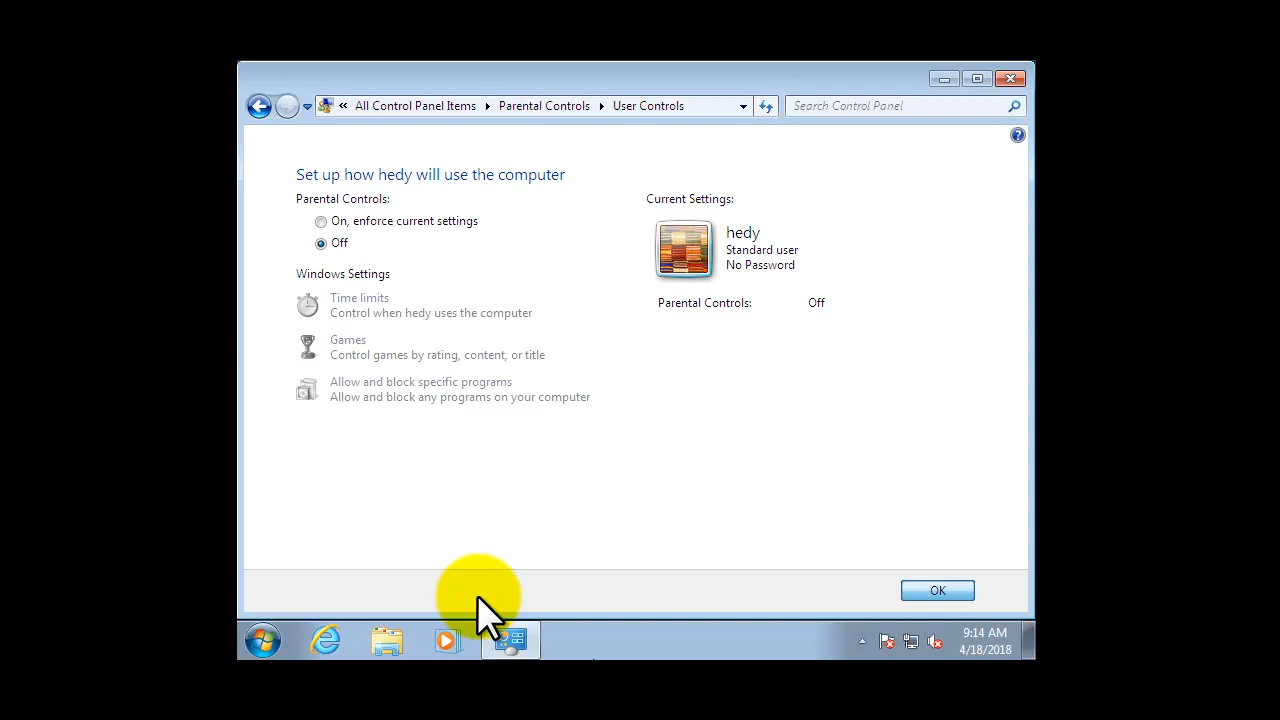 All Control Panel Items
Parental Controls
User Controls
Search Control Panel
Set up how hedy will use the computer
Parental Controls:
On, enforce current settings
Off
Windows Settings
Time limits
Control when hedy uses the computer
Games
Control games by rating, content, or title
Allow and block specific programs
Allow and block any programs on your computer
Current Settings:
hedy
Standard user
No Password
Parental Controls: Off
OK
9:14 AM
4/18/2018